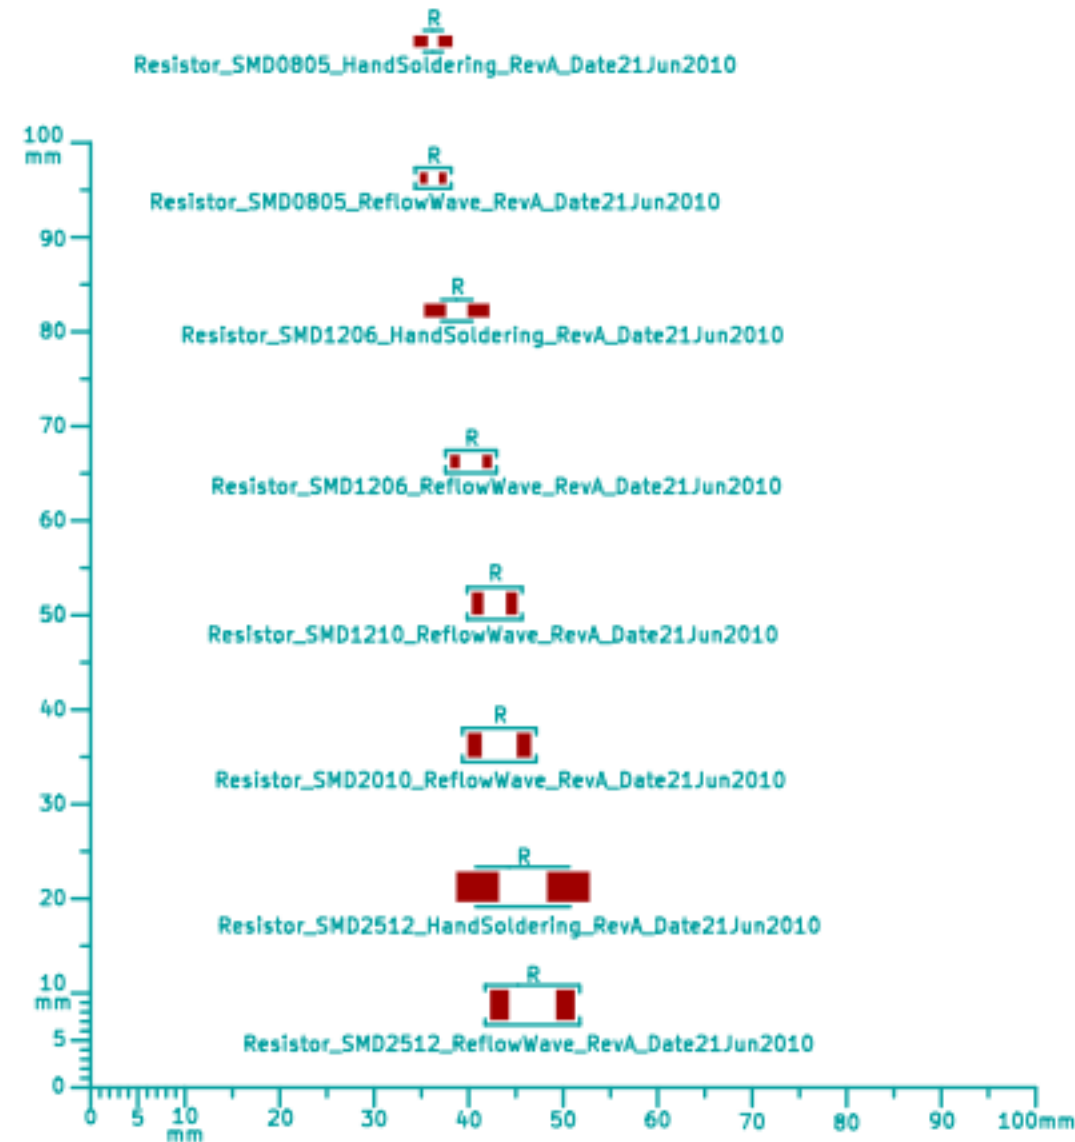 R
Resistor_SMD0805_HandSoldering_RevA_Date21Jun2010
100
mm
R
Resistor_SMD0805_ReflowWave_RevA_Date21Jun2010
90
R
80
Resistor_SMD1206_HandSoldering_RevA_Date21Jun2010
70
R
Resistor_SMD1206_ReflowWave_RevA_Date21Jun2010
60
R
50
Resistor_SMD1210_ReflowWave_RevA_Date21Jun2010
40
R
Resistor_SMD2010_ReflowWave_RevA_Date21Jun2010
30
R
20
Resistor_SMD2512_HandSoldering_RevA_Date21Jun2010
R
10
mm
5
Resistor_SMD2512_ReflowWave_RevA_Date21Jun2010
0
0 5 10 20 30 40 50 60 70 80 90 100mm
mm